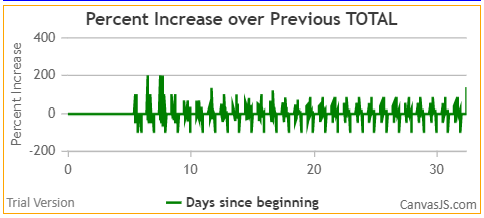 Percent Increase over Previous TOTAL
Percent Increase
400
200
0
-200
0 10 20 30
Days since beginning
Trial Version
CanvasJS.com